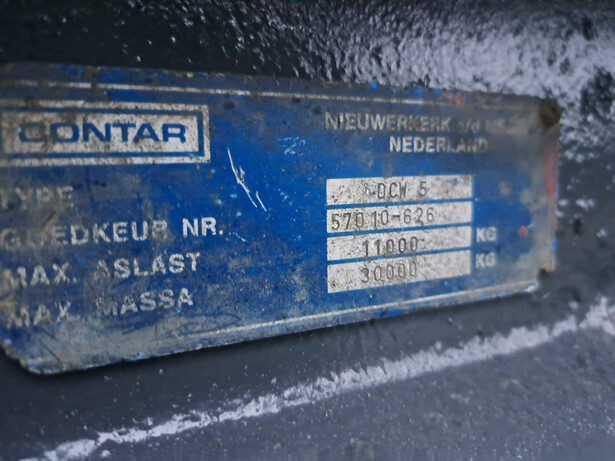 CONTAR
NIEUWERKERK
NEDERLAND
TYPE DCW 5
GOEDKEUR NR. 57010-626
MAX. ASLAST 11000 KG
MAX. MASSA 30000 KG